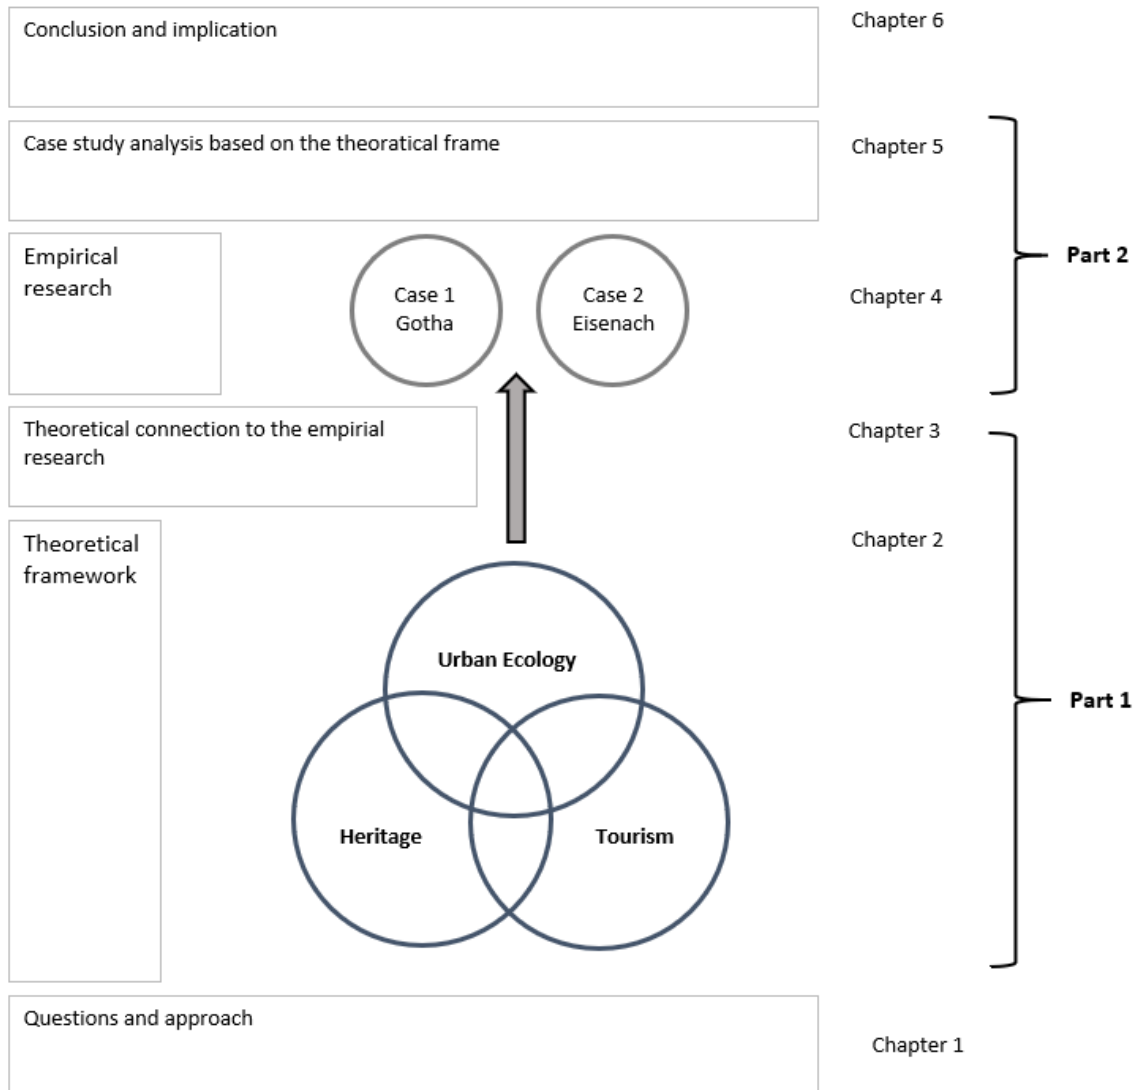 Conclusion and implication
Chapter 6
Case study analysis based on the theoratical frame
Chapter 5
Part 2
Empirical
research
Case 1
Gotha
Case 2
Eisenach
Chapter 4
Theoretical connection to the empirial
research
Chapter 3
Theoretical
framework
Chapter 2
Urban Ecology
Part 1
Heritage
Tourism
Questions and approach
Chapter 1